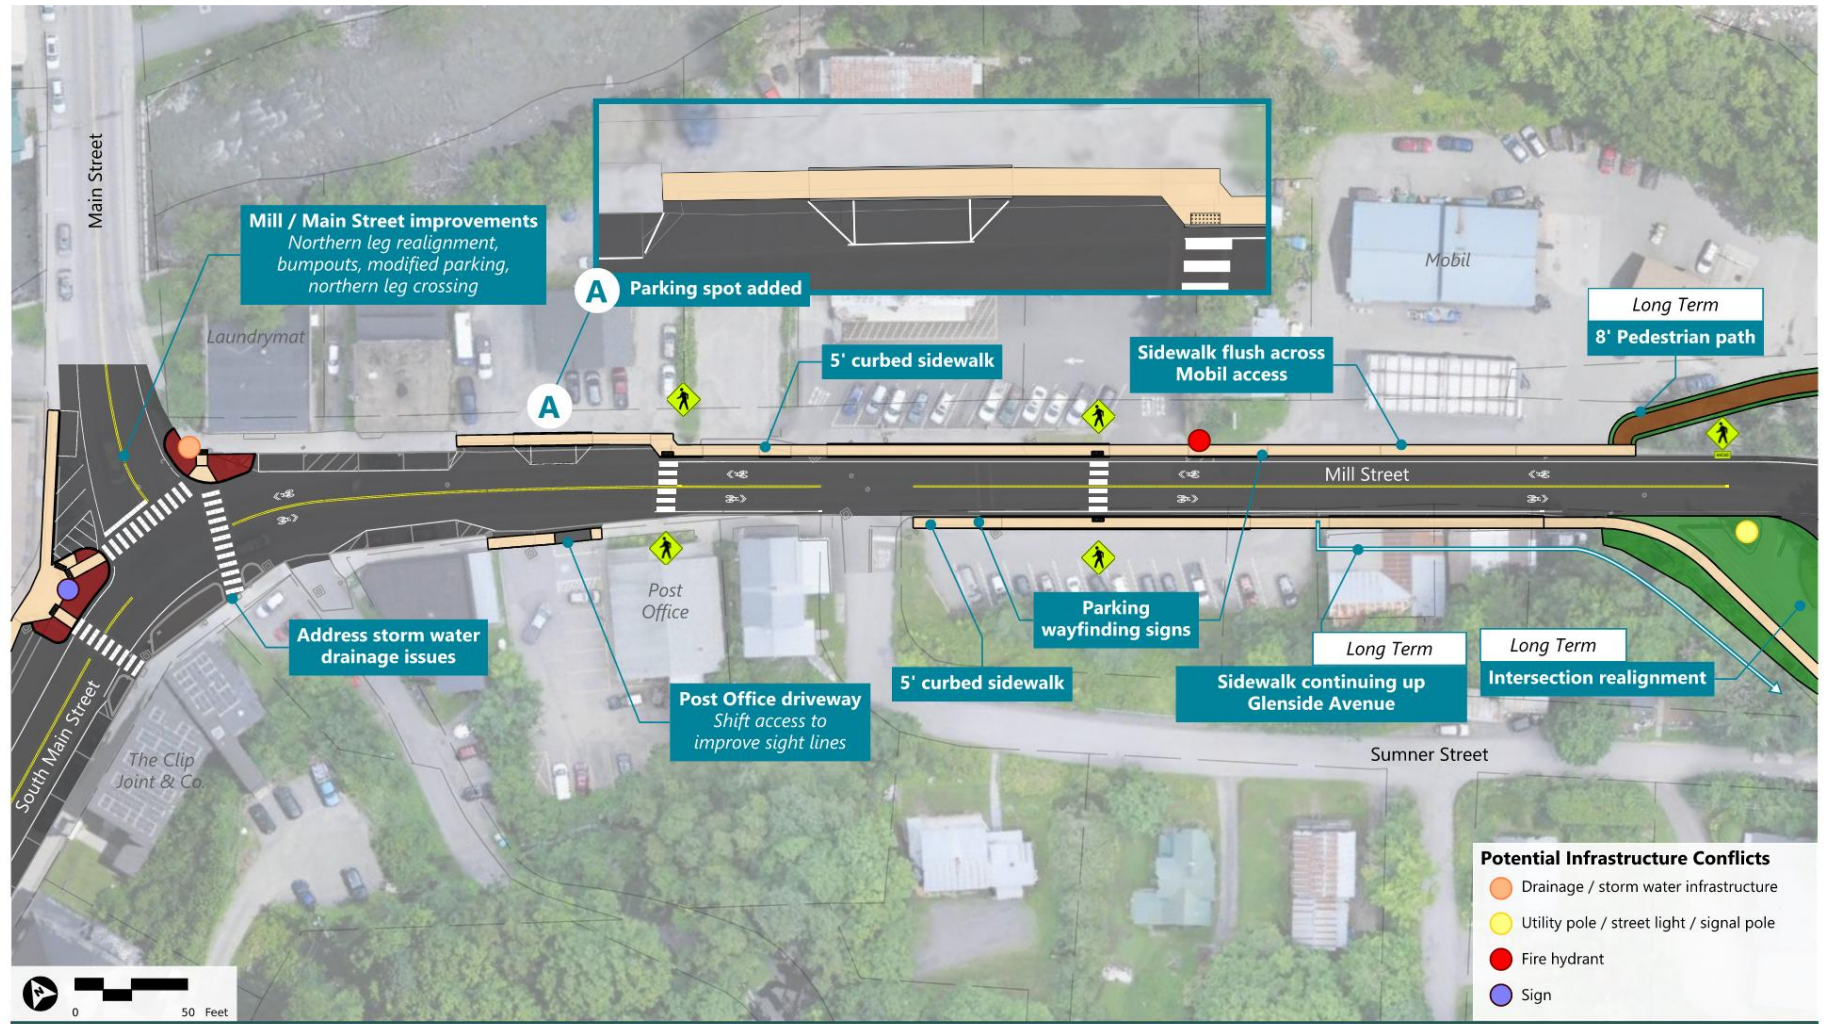 Main Street
Mill / Main Street improvements
Northern leg realignment,
bumpouts, modified parking,
northern leg crossing
A
Parking spot added
Laundrymat
A
5' curbed sidewalk
Sidewalk flush across
Mobil access
Mobil
Long Term
8' Pedestrian path
Mill Street
Address storm water
drainage issues
Post
Office
Post Office driveway
Shift access to
improve sight lines
Parking
wayfinding signs
5' curbed sidewalk
Long Term
Sidewalk continuing up
Glenside Avenue
Long Term
Intersection realignment
South Main Street
The Clip
Joint & Co.
Sumner Street
Potential Infrastructure Conflicts
Drainage / storm water infrastructure
Utility pole / street light / signal pole
Fire hydrant
Sign
N
0 50 Feet